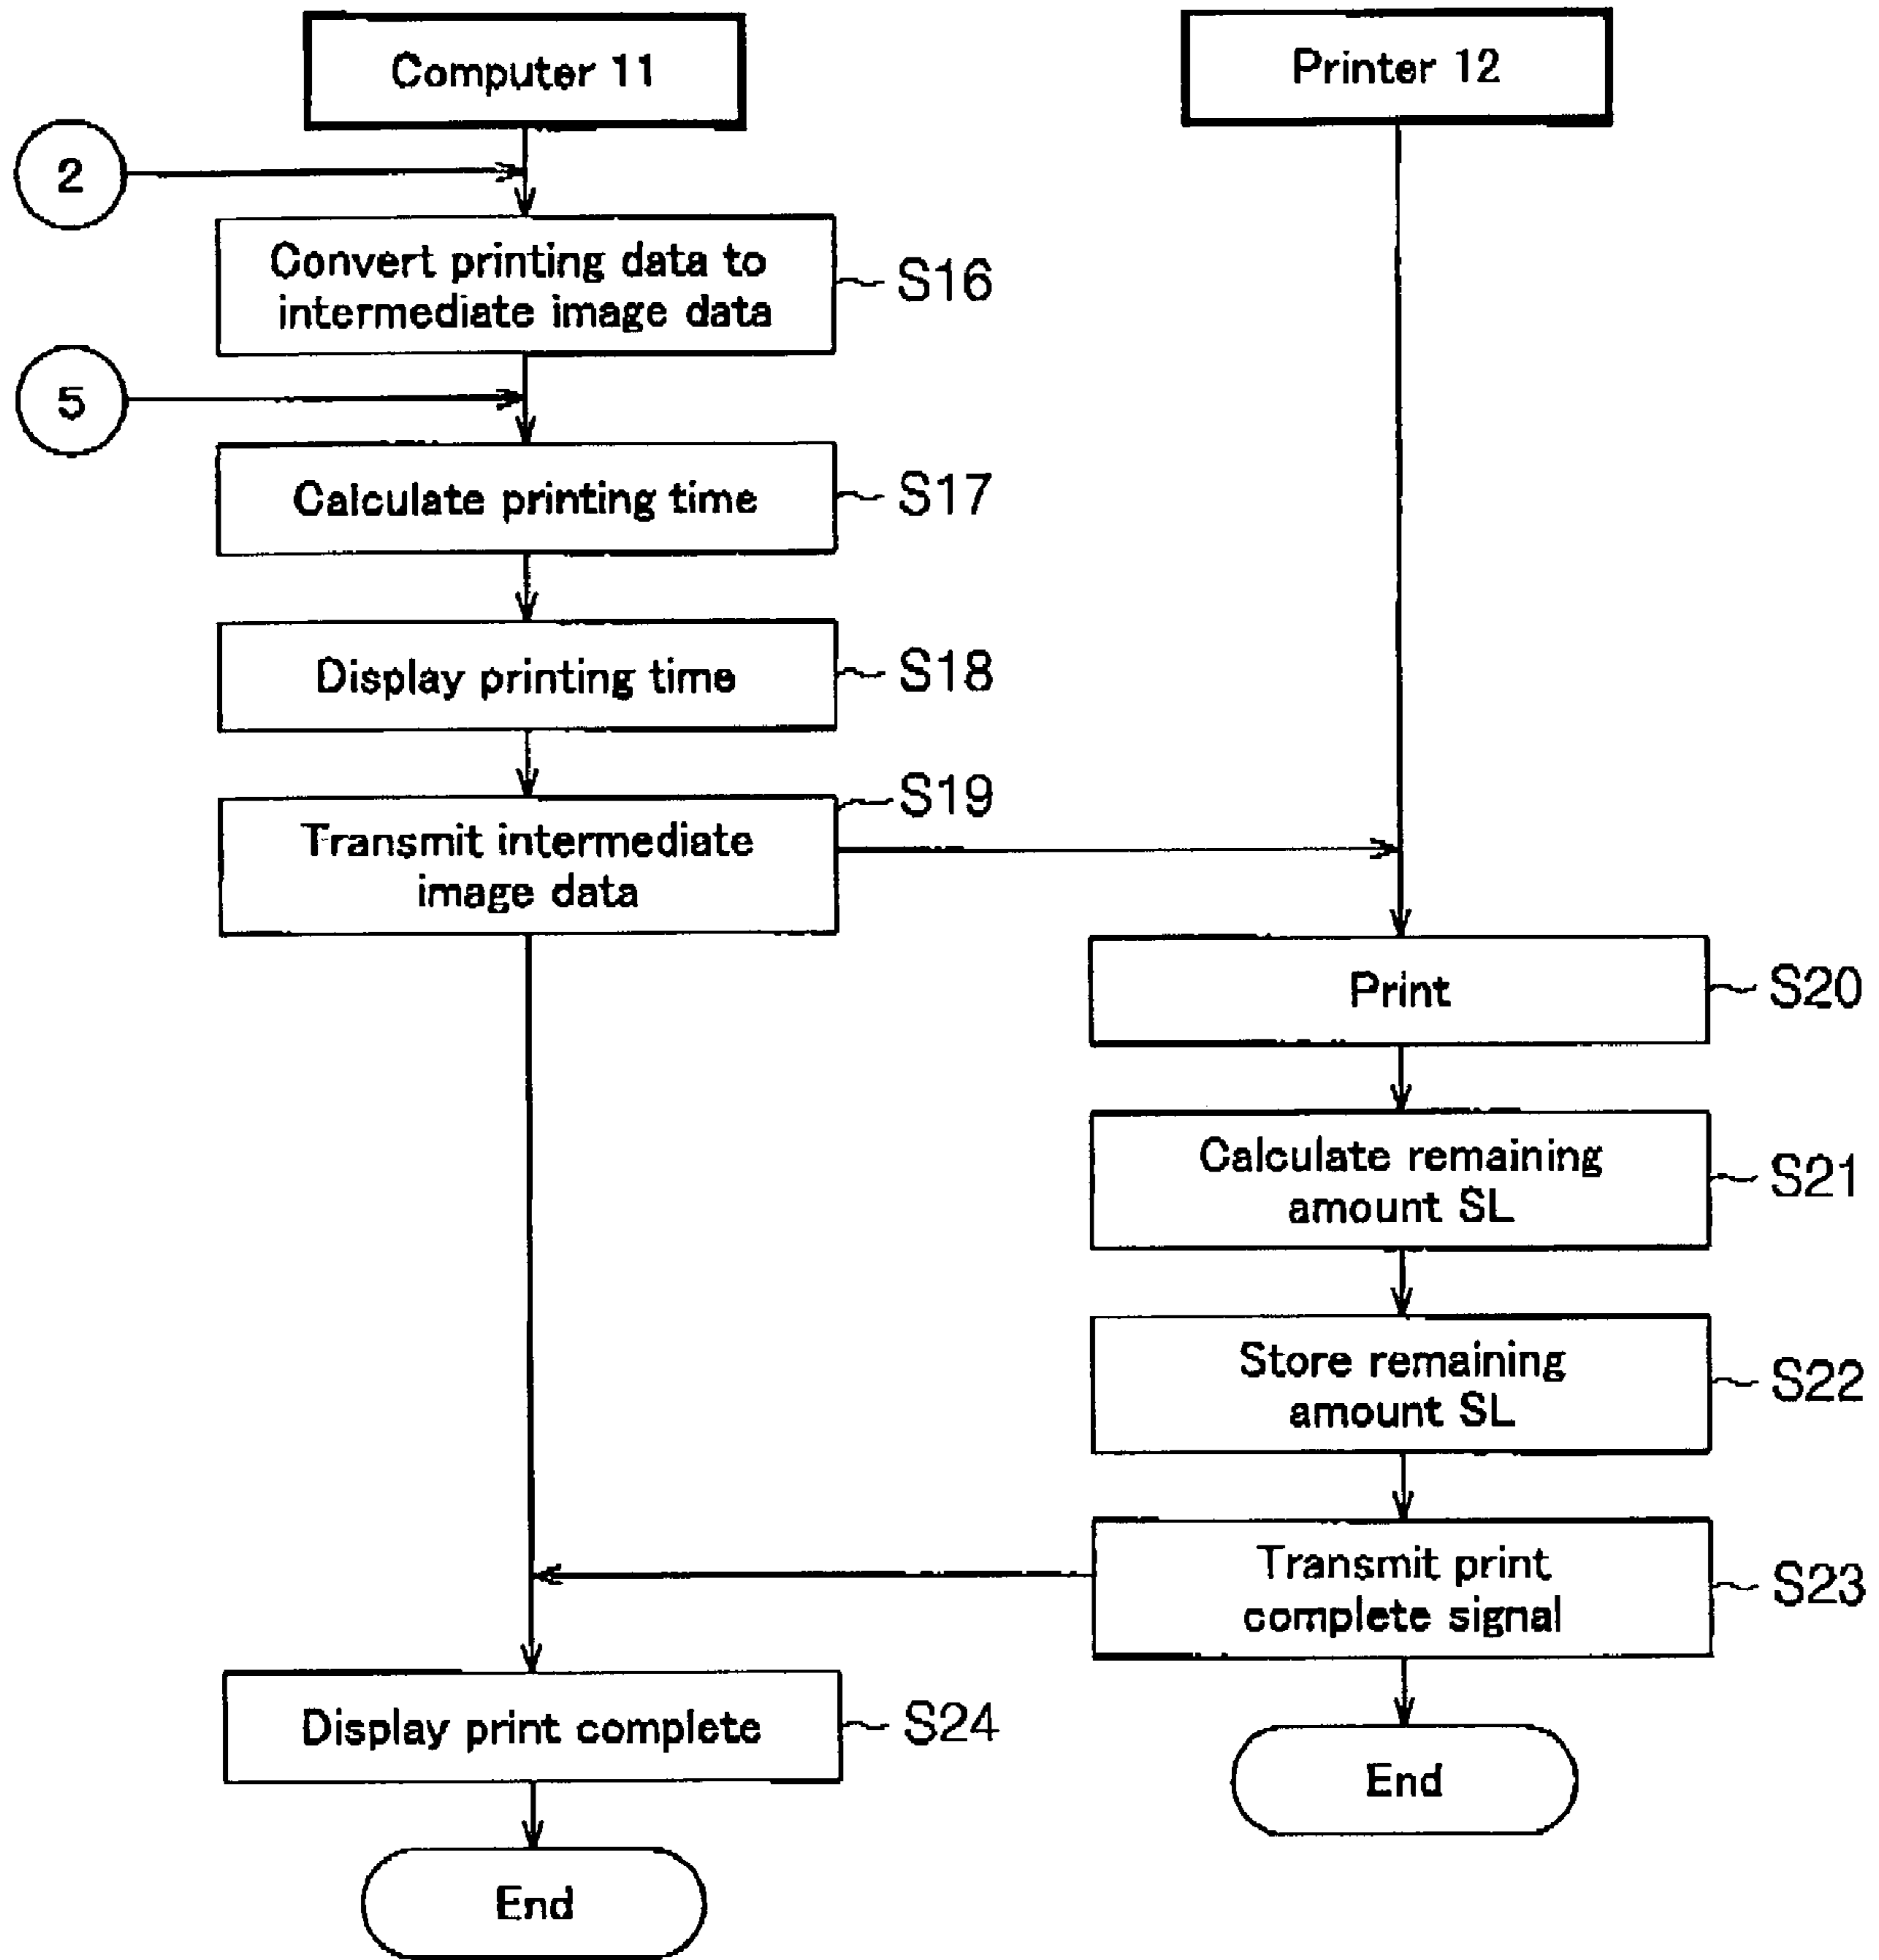 Computer 11
Printer 12
2
Convert printing data to
intermediate image data
S16
5
Calculate printing time
S17
Display printing time
S18
Transmit intermediate
image data
S19
Print
S20
Calculate remaining
amount SL
S21
Store remaining
amount SL
S22
Transmit print
complete signal
S23
Display print complete
S24
End
End